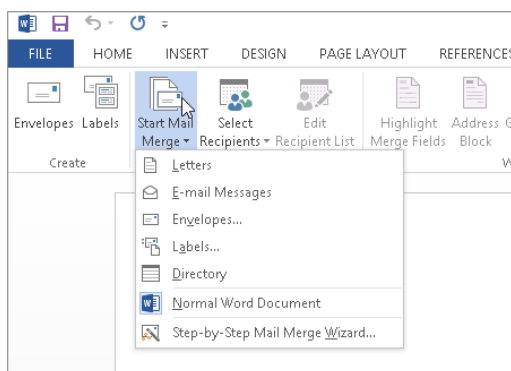 FILE HOME INSERT DESIGN PAGE LAYOUT REFERENCES
Envelopes Labels Start Mail Select Edit Highlight Address
Merge Recipients Recipient List Merge Fields Block
Create
Letters
E-mail Messages
Envelopes...
Labels...
Directory
Normal Word Document
Step-by-Step Mail Merge Wizard...